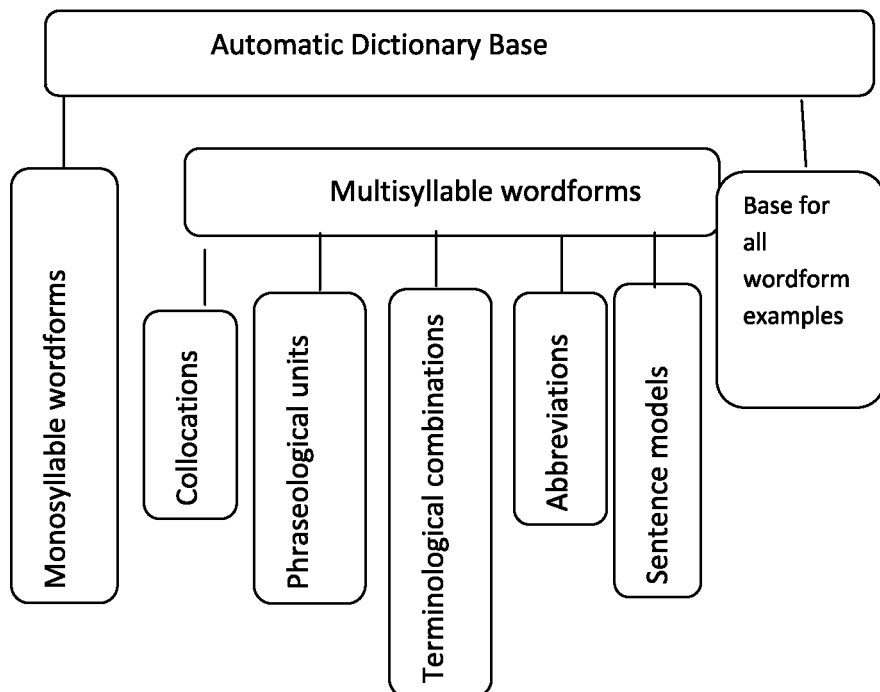 Automatic Dictionary Base
Monosyllable wordforms
Multisyllable wordforms
Collocations
Phraseological units
Terminological combinations
Abbreviations
Sentence models
Base for
all
wordform
examples